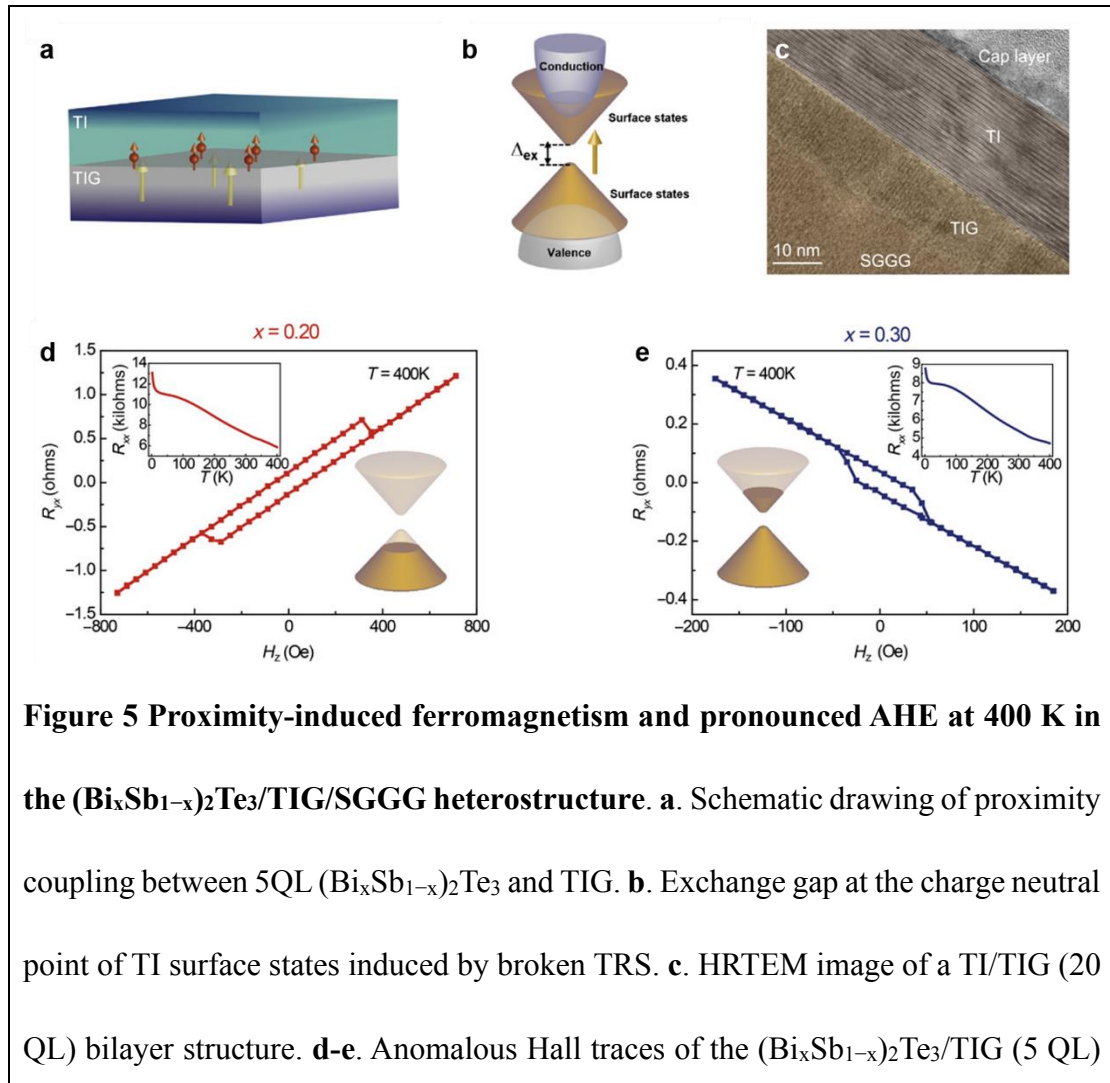 a
TI
TIG
b
Conduction
Surface states
Δex
Surface states
Valence
c
Cap layer
TI
TIG
10 nm
SGGG
x = 0.20
d
1.5
1.0
0.5
0.0
−0.5
−1.0
−1.5
Ryx (ohms)
14
12
10
8
6
Rxx (kilohms)
0 100 200 300 400
T (K)
T = 400K
−800 −400 0 400 800
Hz (Oe)
x = 0.30
e
0.4
0.2
0.0
−0.2
−0.4
Ryx (ohms)
T = 400K
9
8
7
6
5
4
Rxx (kilohms)
0 100 200 300 400
T (K)
−200 −100 0 100 200
Hz (Oe)
Figure 5 Proximity-induced ferromagnetism and pronounced AHE at 400 K in
the (BixSb1−x)2Te3/TIG/SGGG heterostructure. a. Schematic drawing of proximity
coupling between 5QL (BixSb1−x)2Te3 and TIG. b. Exchange gap at the charge neutral
point of TI surface states induced by broken TRS. c. HRTEM image of a TI/TIG (20
QL) bilayer structure. d-e. Anomalous Hall traces of the (BixSb1−x)2Te3/TIG (5 QL)